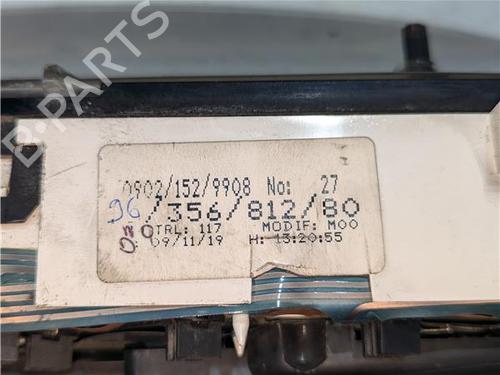 B-PARTS
0902/152/9908 No: 27
96/356/812/80
TRL: 117 MODIF: M00
09/11/19 H: 13:20:55